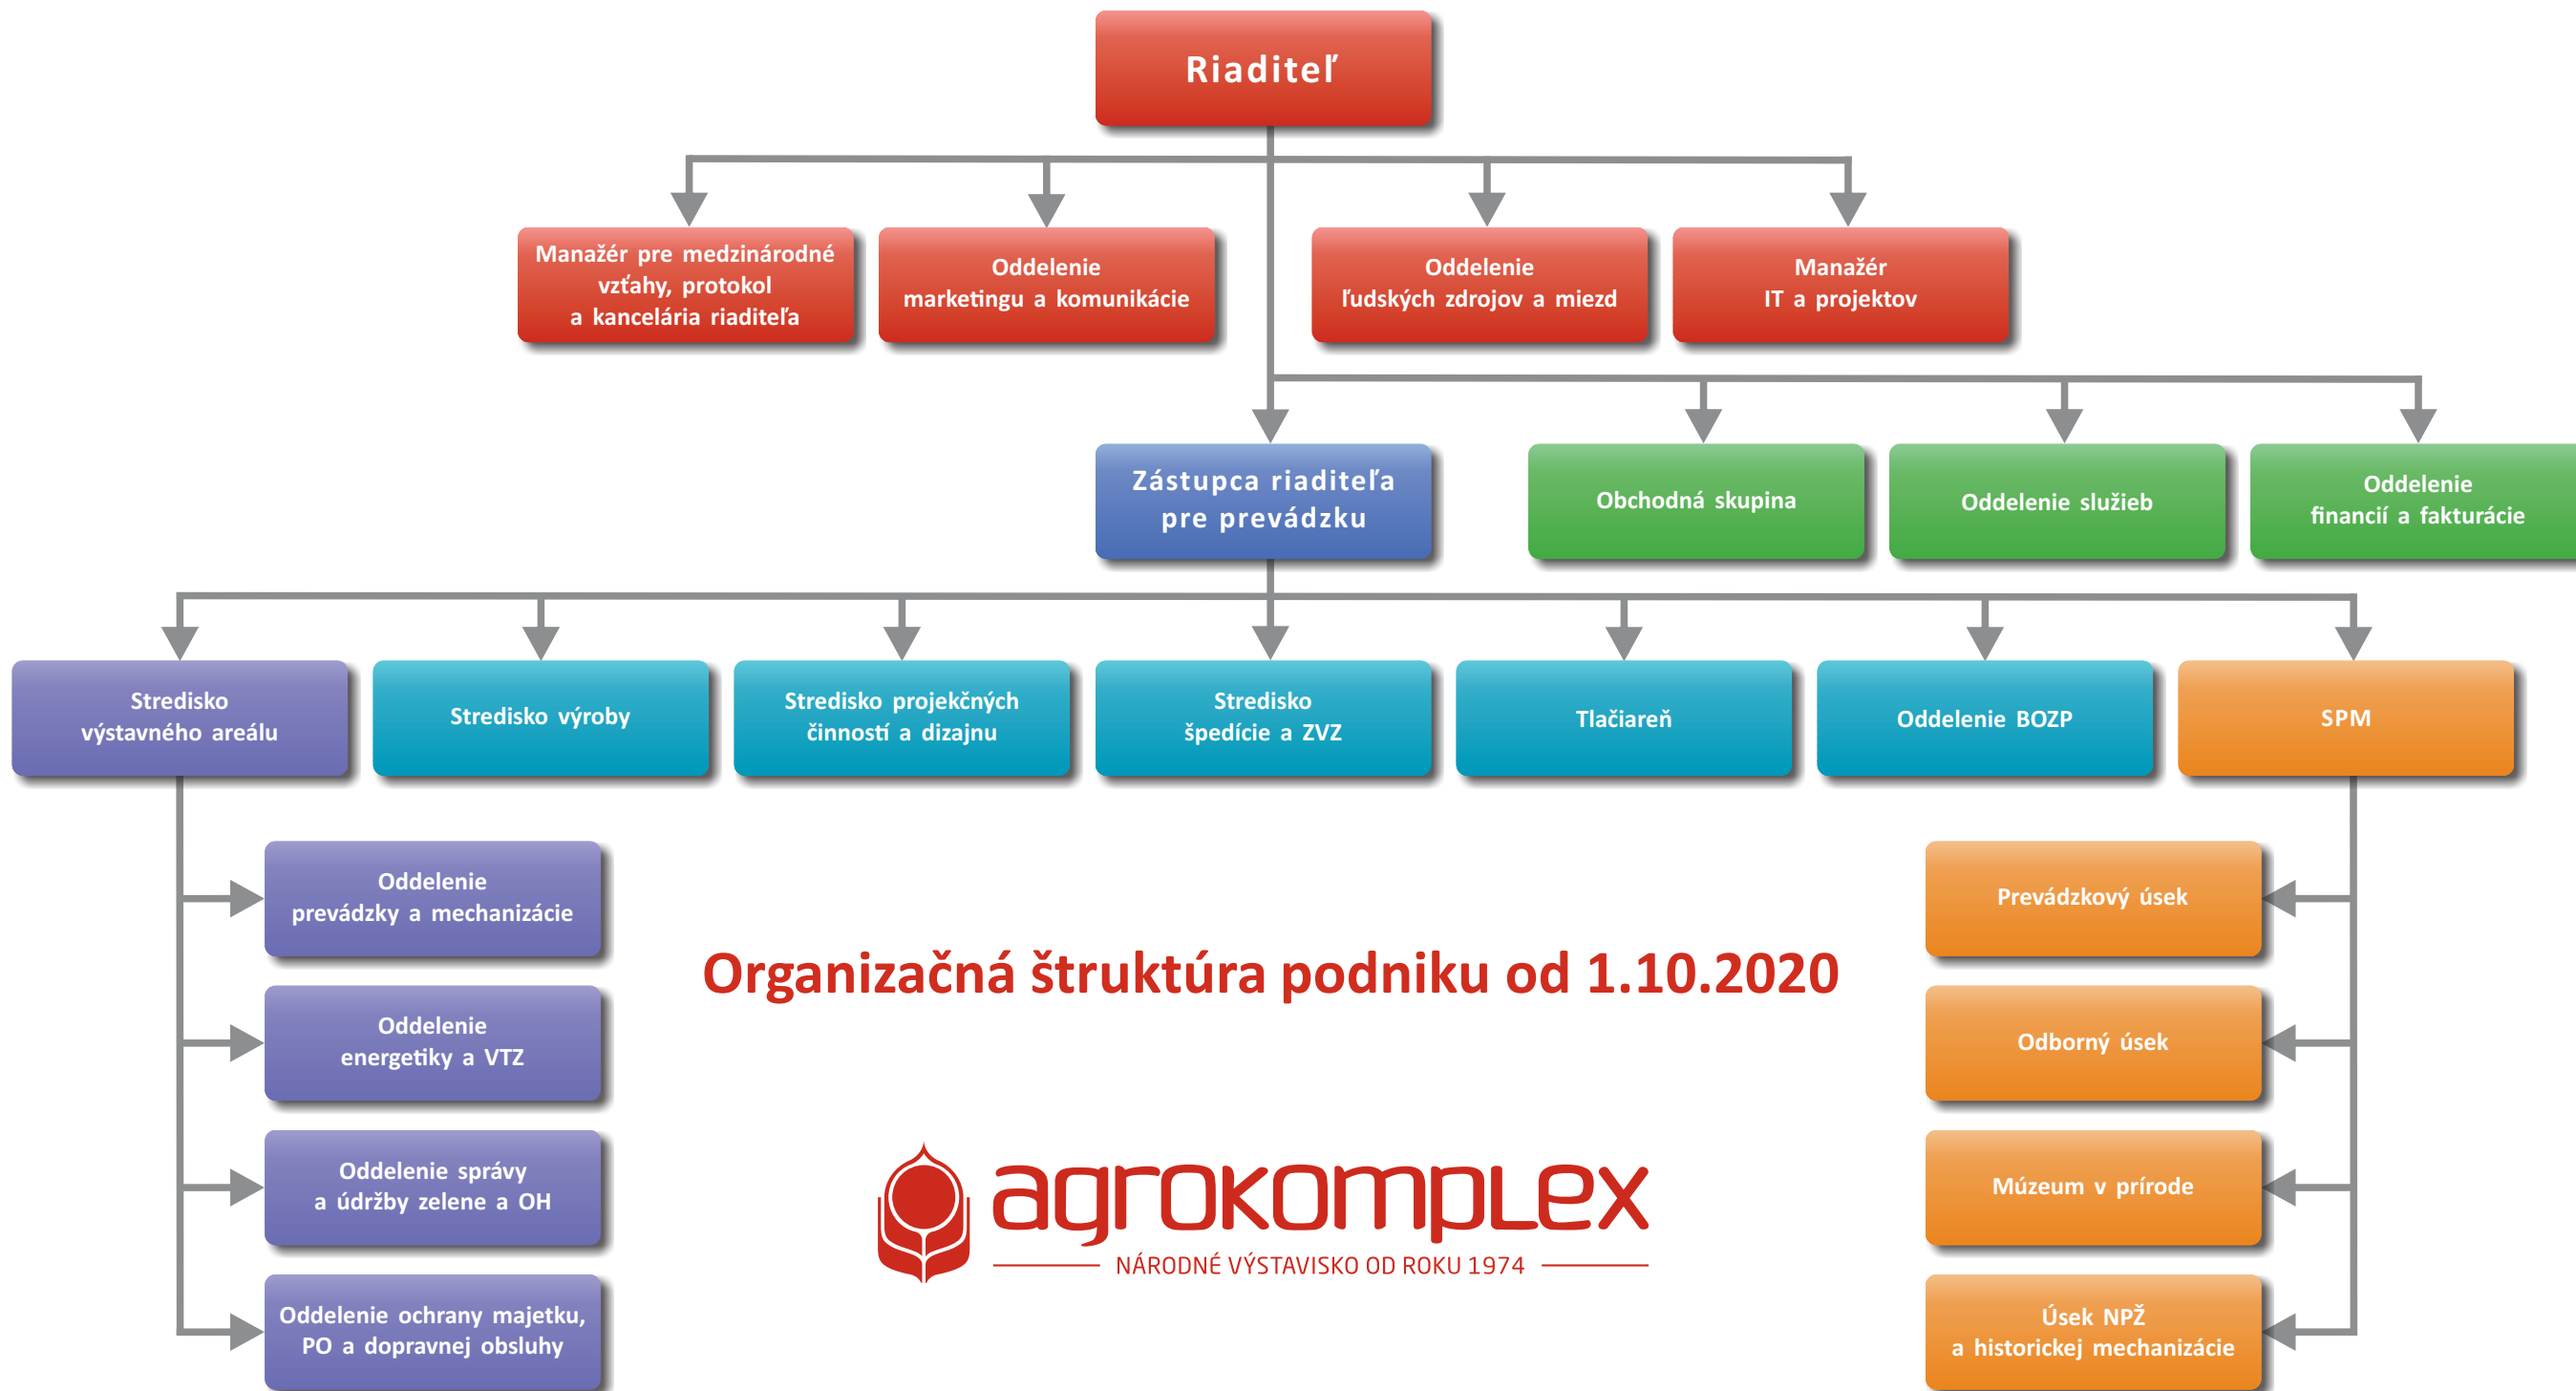 Riaditeľ
Manažér pre medzinárodné
vzťahy, protokol
a kancelária riaditeľa
Oddelenie
marketingu a komunikácie
Oddelenie
ľudských zdrojov a miezd
Manažér
IT a projektov
Zástupca riaditeľa
pre prevádzku
Obchodná skupina
Oddelenie služieb
Oddelenie
financií a fakturácie
Stredisko
výstavného areálu
Stredisko výroby
Stredisko projekčných
činností a dizajnu
Stredisko
špedície a ZVZ
Tlačiareň
Oddelenie BOZP
SPM
Oddelenie
prevádzky a mechanizácie
Oddelenie
energetiky a VTZ
Oddelenie správy
a údržby zelene a OH
Oddelenie ochrany majetku,
PO a dopravnej obsluhy
Organizačná štruktúra podniku od 1.10.2020
agrokomplex
NÁRODNÉ VÝSTAVISKO OD ROKU 1974
Prevádzkový úsek
Odborný úsek
Múzeum v prírode
Úsek NPŽ
a historickej mechanizácie